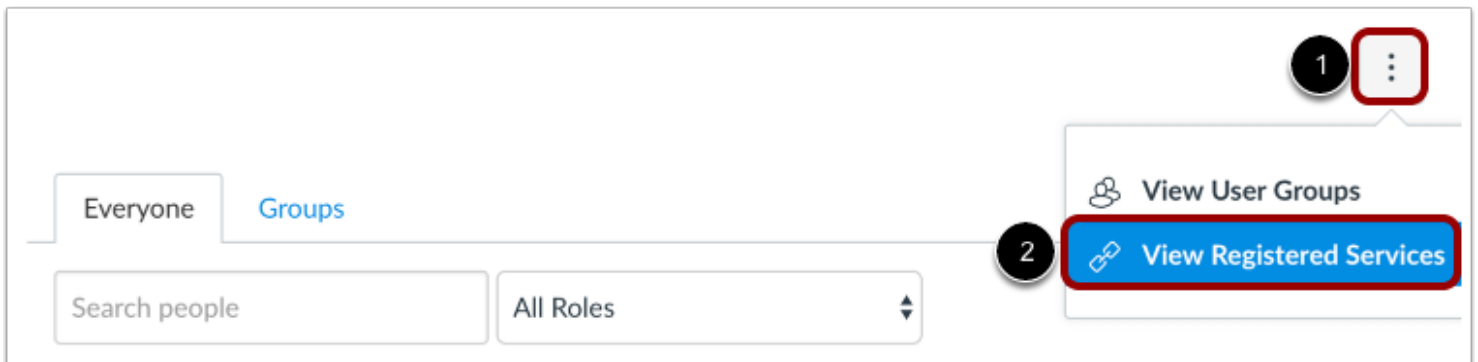 1
Everyone
Groups
View User Groups
2
View Registered Services
Search people
All Roles